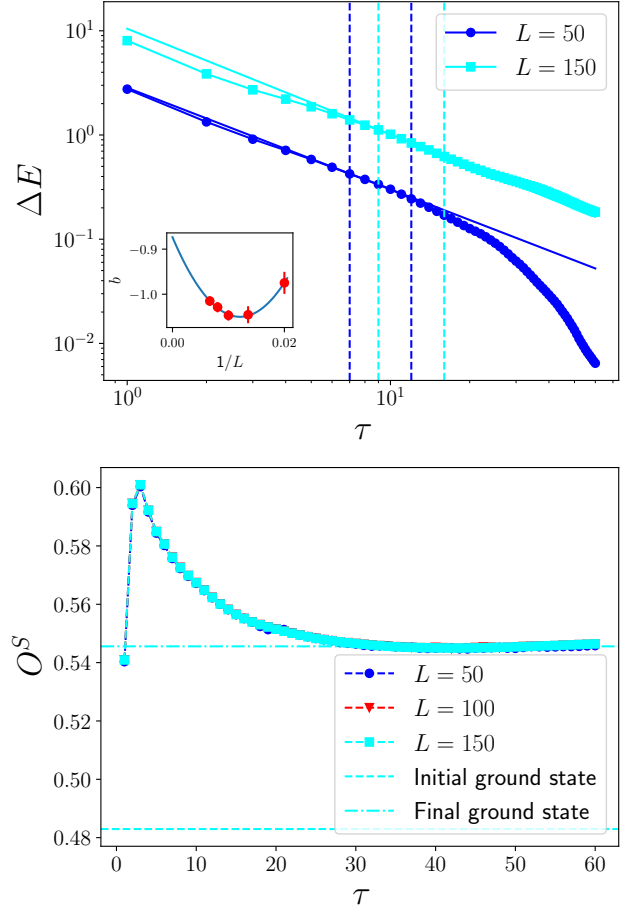 10^1
10^0
10^{-1}
10^{-2}
ΔE
L = 50
L = 150
−0.9
−1.0
b
0.00
0.02
1/L
10^0
10^1
τ
0.60
0.58
0.56
0.54
0.52
0.50
0.48
O^S
L = 50
L = 100
L = 150
Initial ground state
Final ground state
0
10
20
30
40
50
60
τ